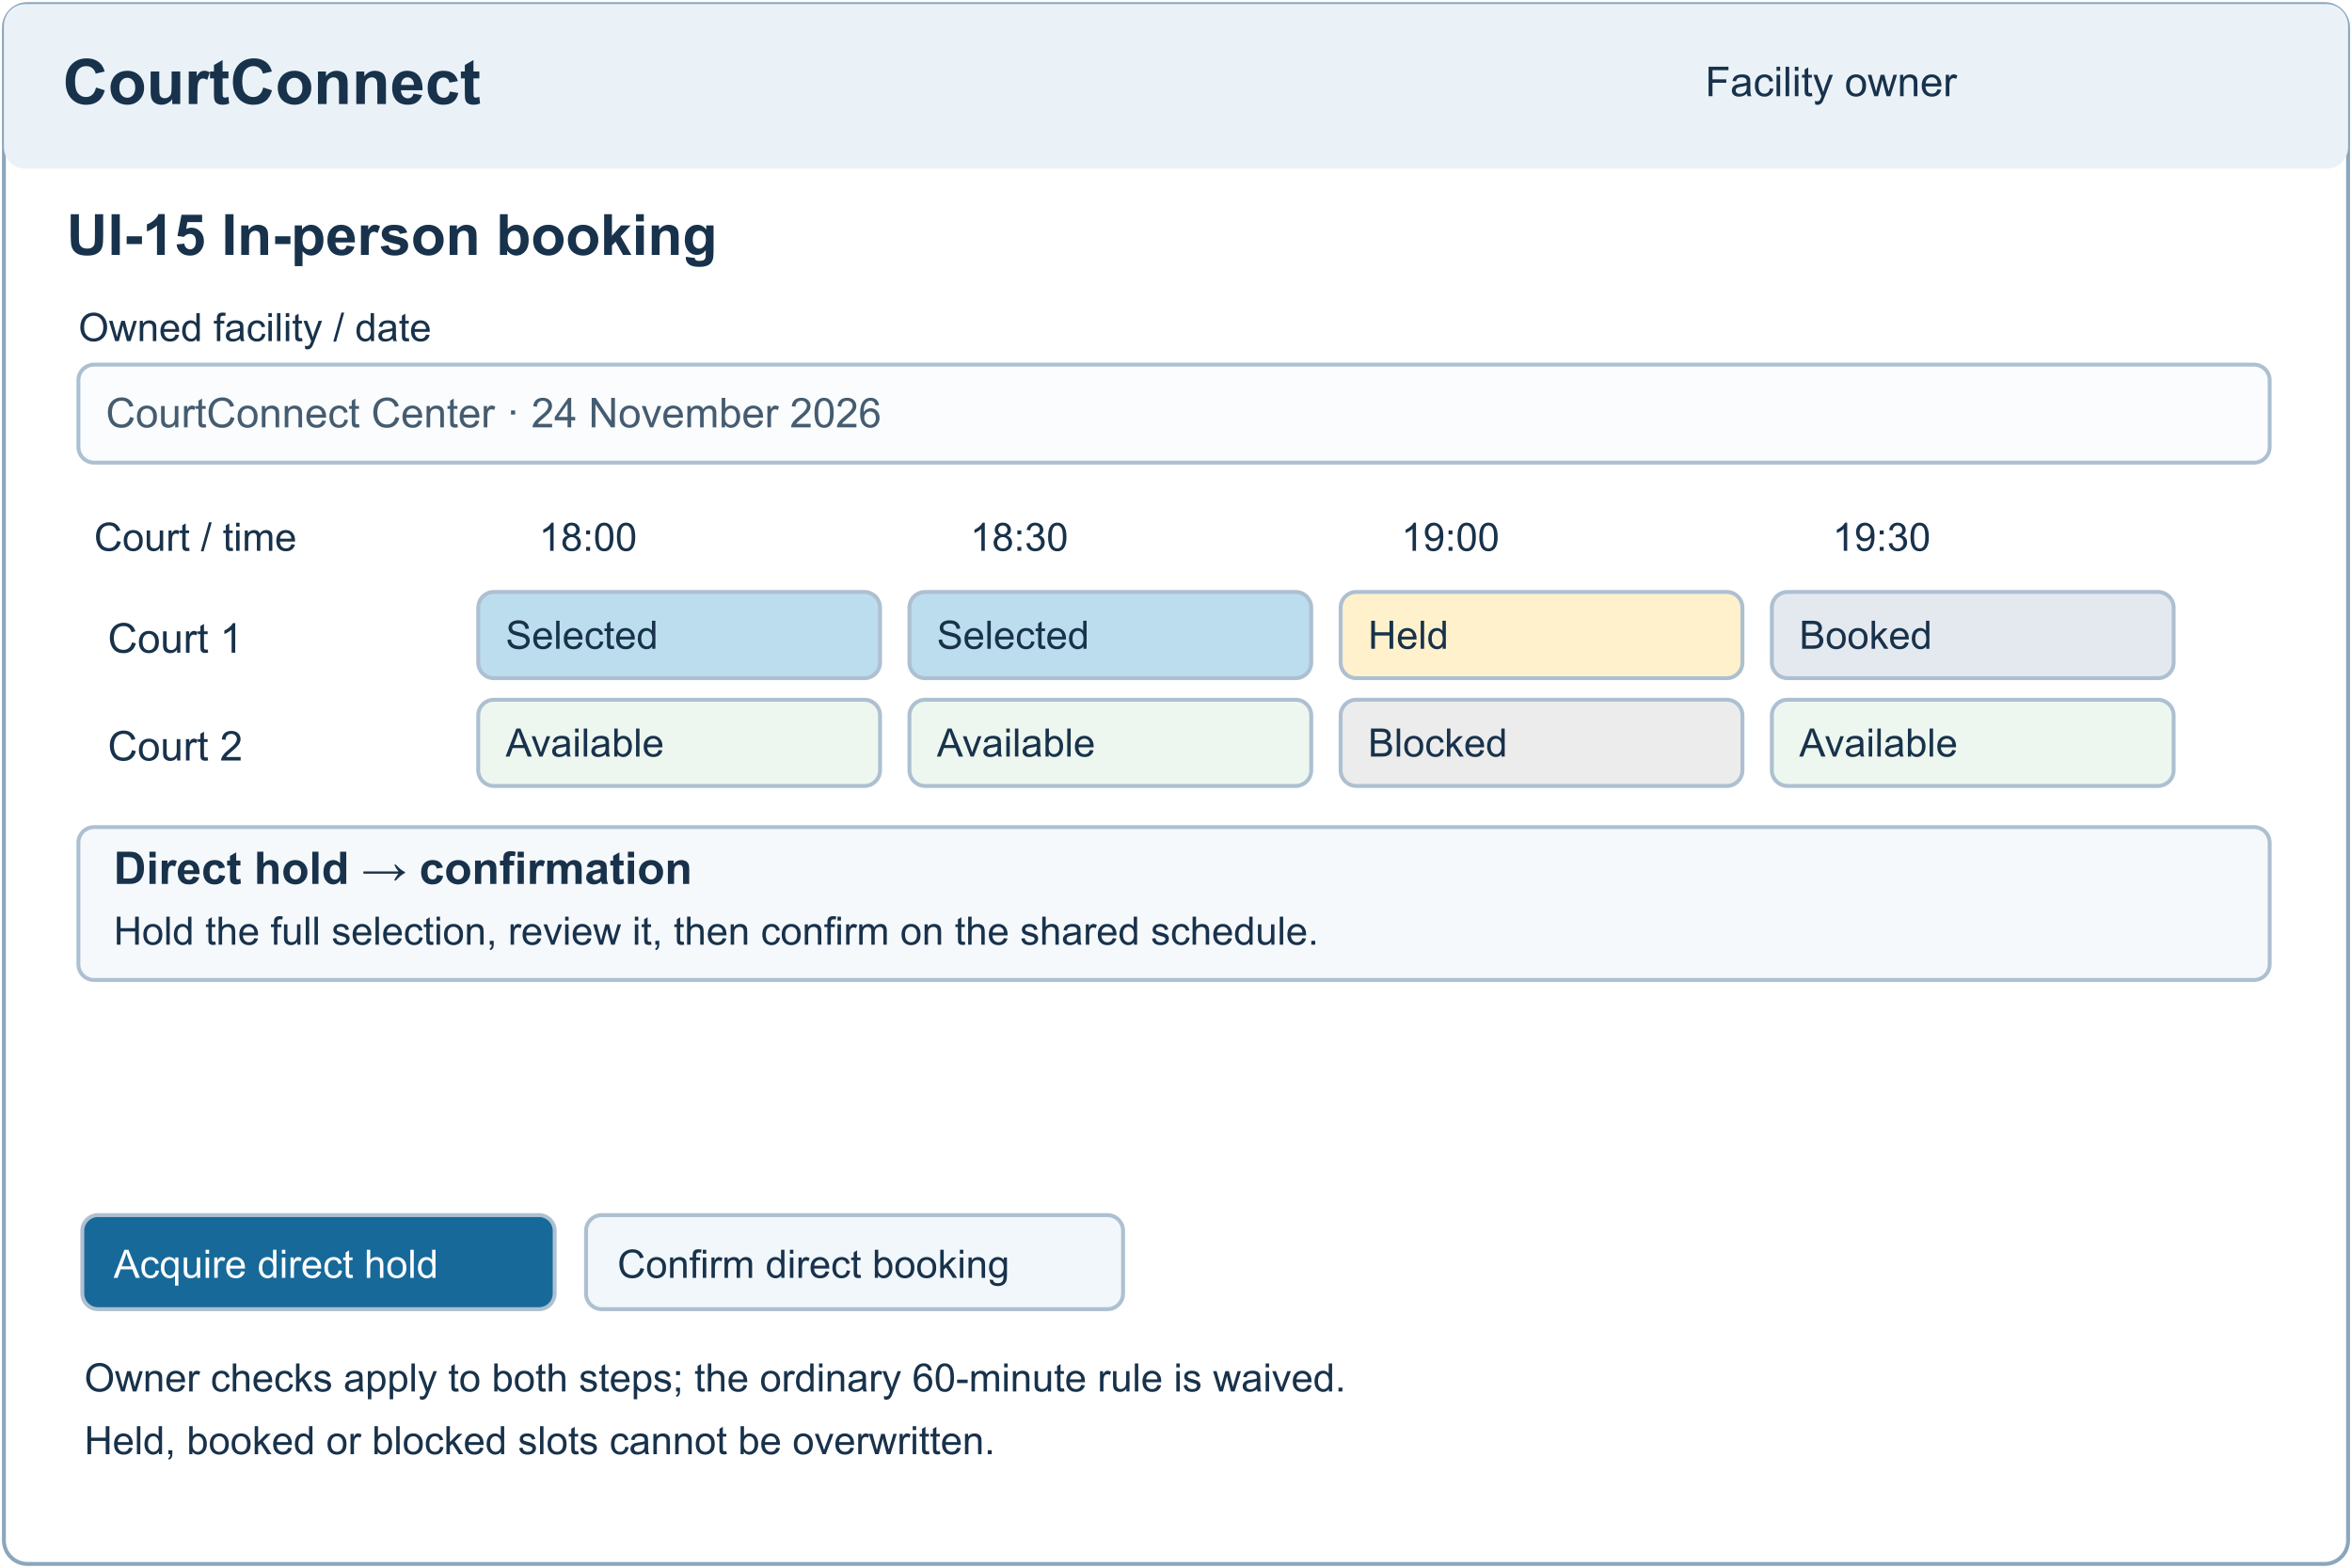 CourtConnect
Facility owner
UI-15 In-person booking
Owned facility / date
CourtConnect Center · 24 November 2026
Court / time 18:00 18:30 19:00 19:30
Court 1 Selected Selected Held Booked
Court 2 Available Available Blocked Available
Direct hold → confirmation
Hold the full selection, review it, then confirm on the shared schedule.
Acquire direct hold Confirm direct booking
Owner checks apply to both steps; the ordinary 60-minute rule is waived.
Held, booked or blocked slots cannot be overwritten.